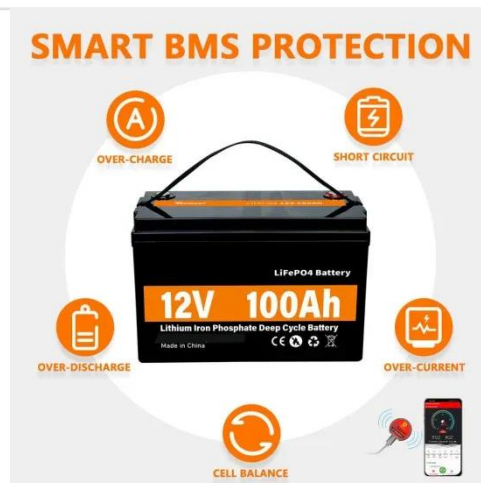 SMART BMS PROTECTION
OVER-CHARGE
SHORT CIRCUIT
LiFePO4 Battery
12V 100Ah
Lithium Iron Phosphate Deep Cycle Battery
Made in China
CE
OVER-DISCHARGE
OVER-CURRENT
CELL BALANCE